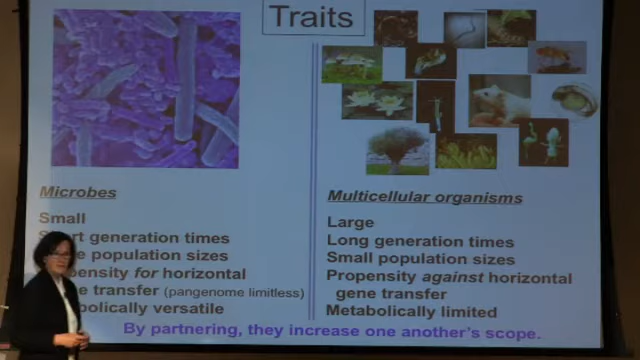 Traits
Microbes
Small
generation times
population sizes
for horizontal
transfer (pangenome limitless)
versatile
Multicellular organisms
Large
Long generation times
Small population sizes
Propensity against horizontal
gene transfer
Metabolically limited
By partnering, they increase one another's scope.